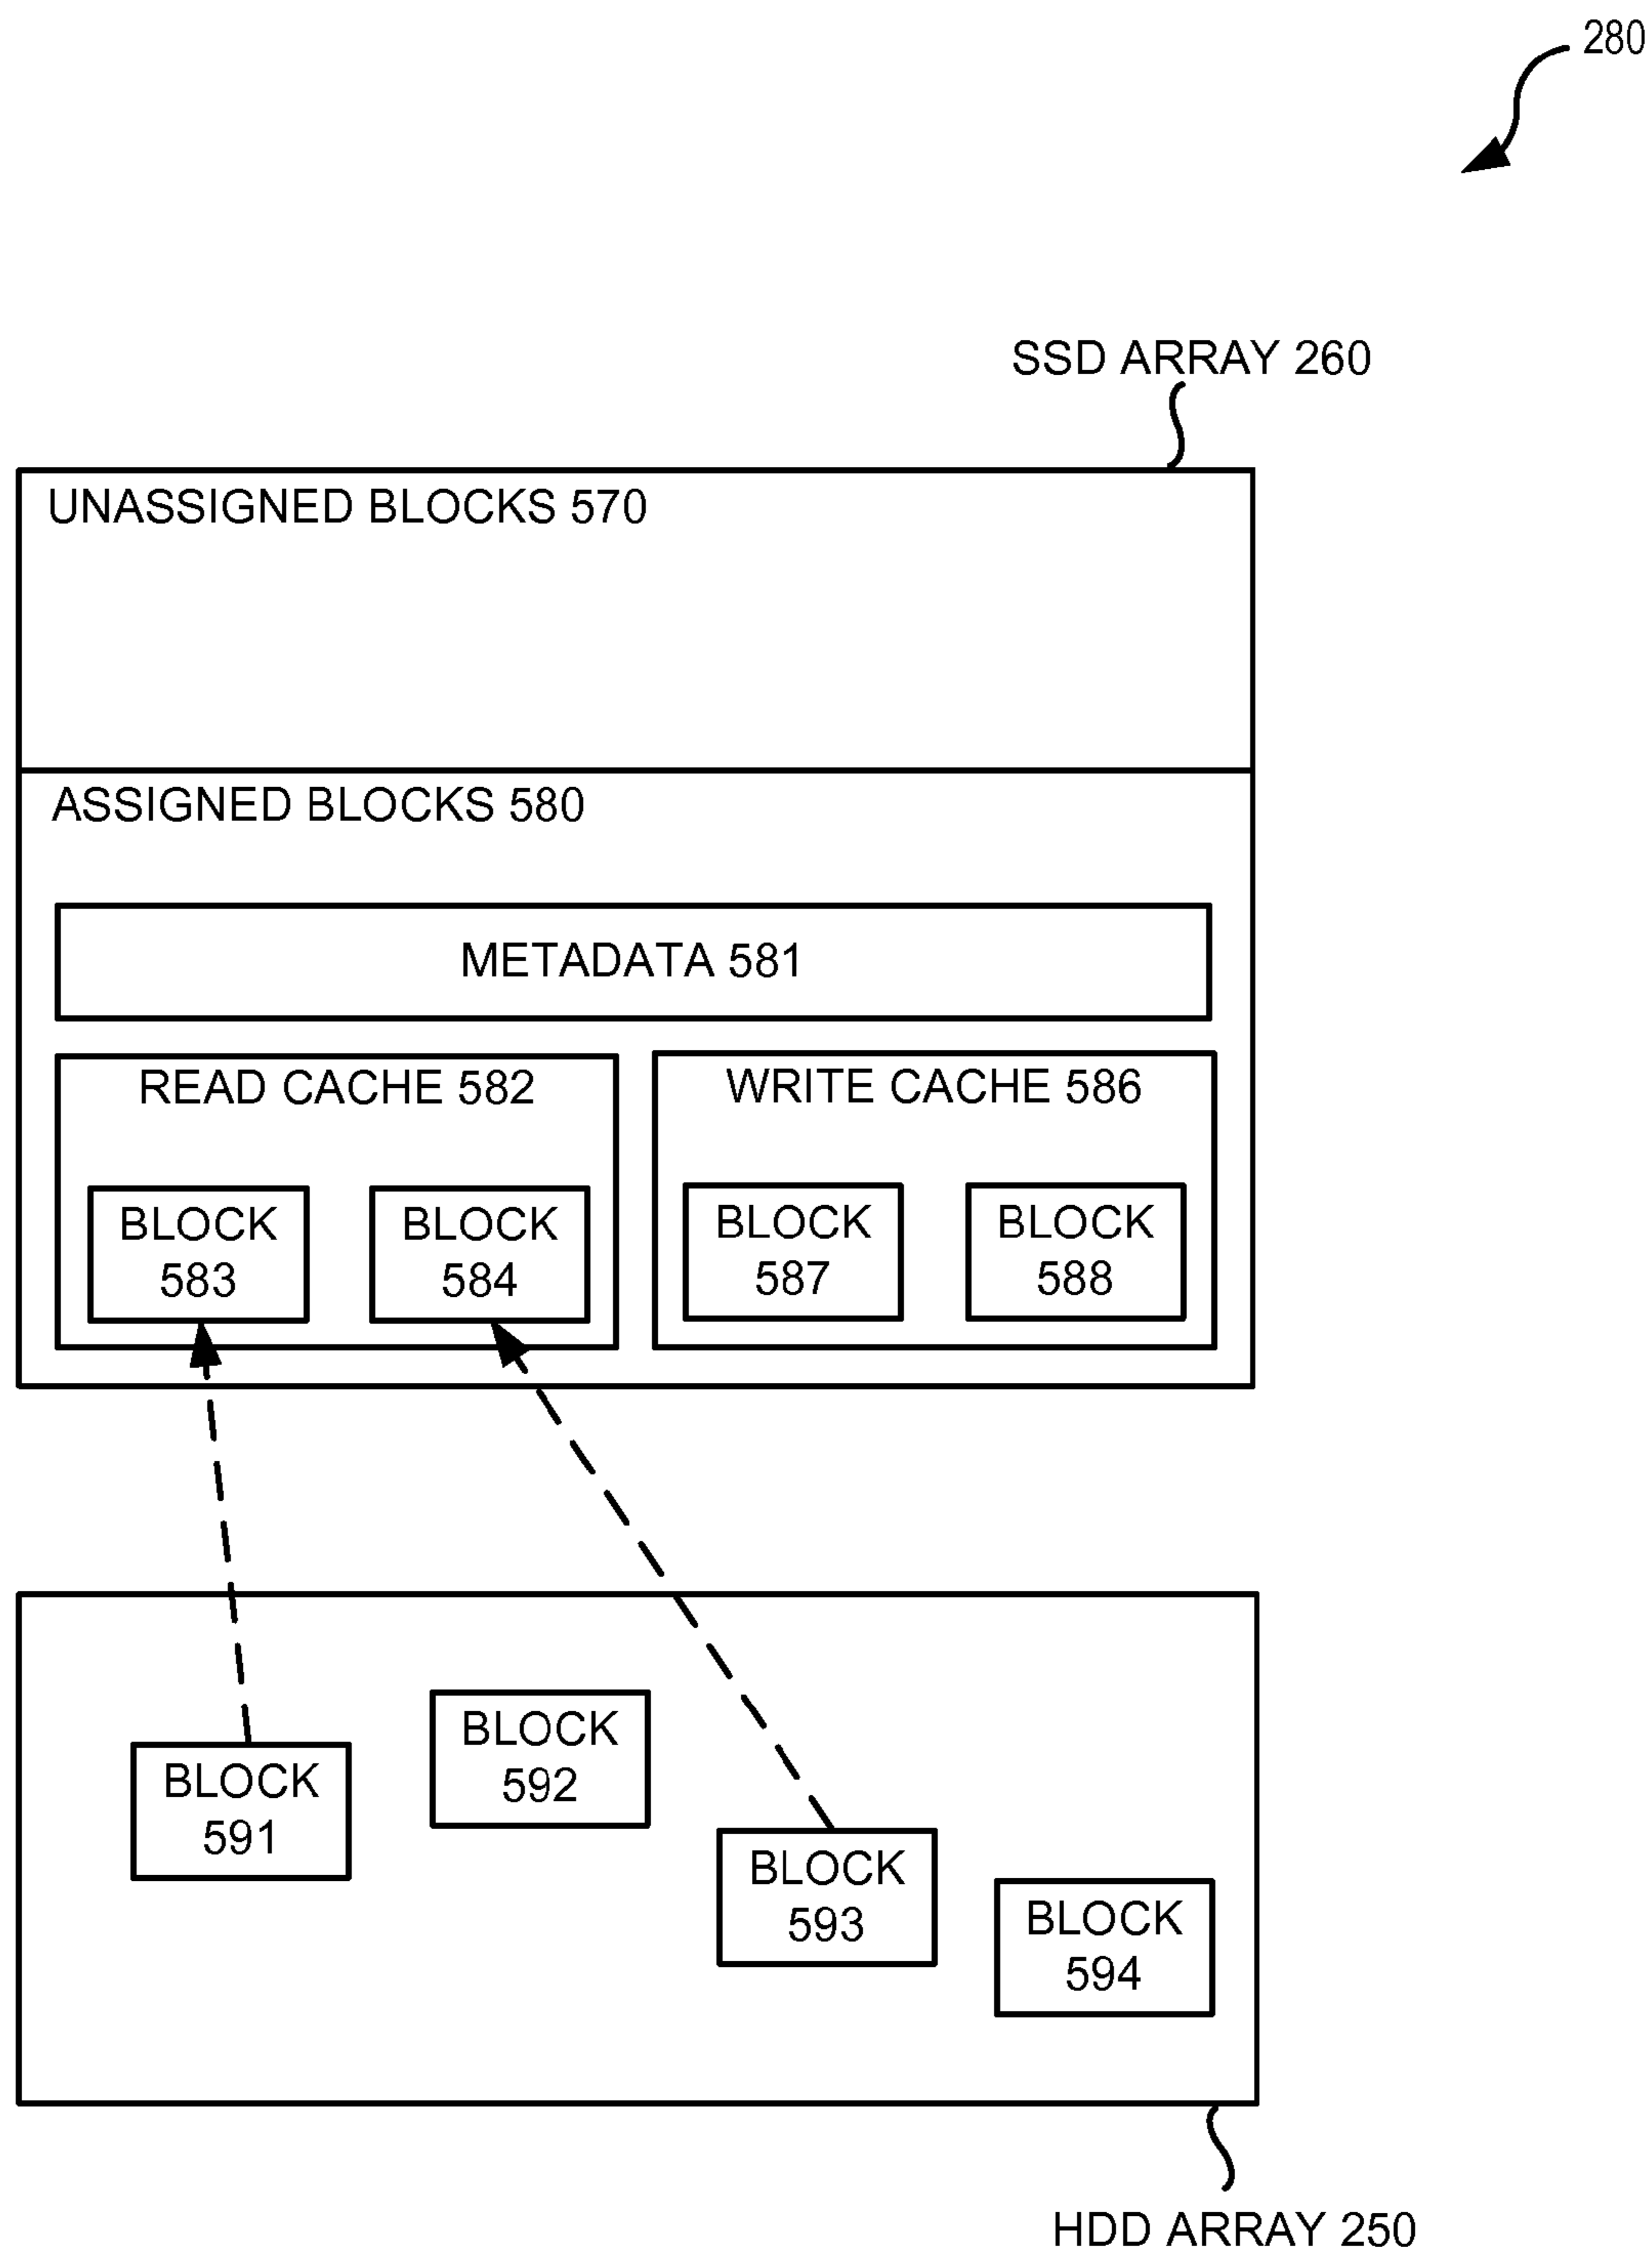 280
SSD ARRAY 260
UNASSIGNED BLOCKS 570
ASSIGNED BLOCKS 580
METADATA 581
READ CACHE 582
WRITE CACHE 586
BLOCK
583
BLOCK
584
BLOCK
587
BLOCK
588
BLOCK
591
BLOCK
592
BLOCK
593
BLOCK
594
HDD ARRAY 250